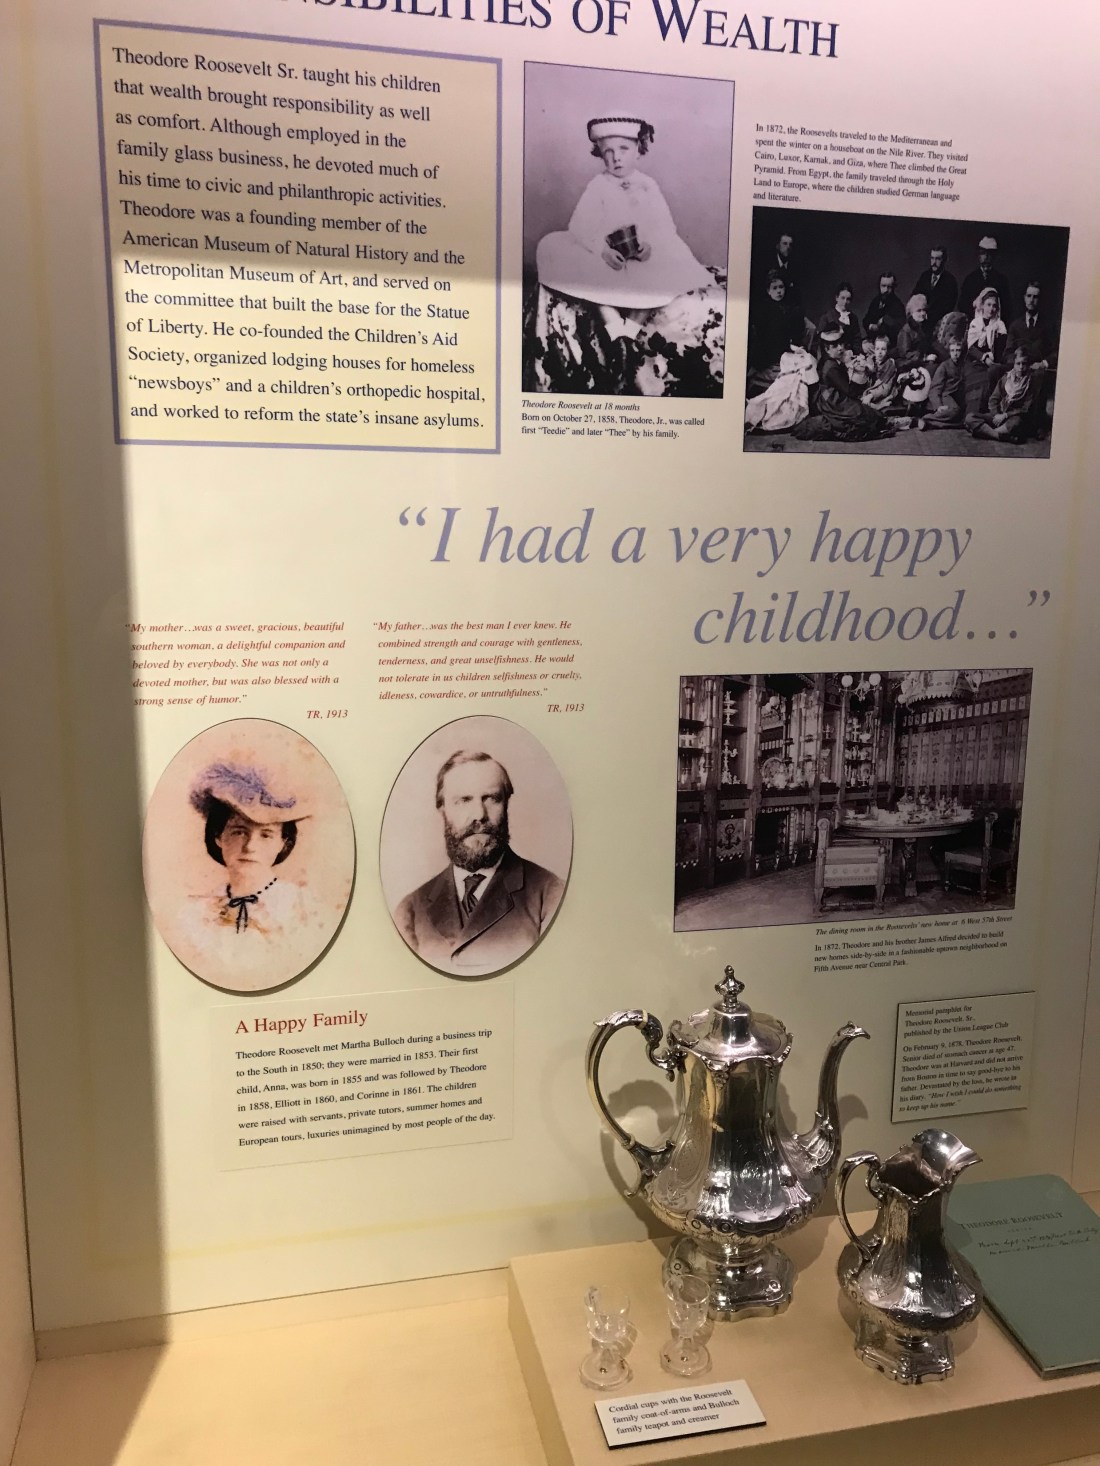 OF WEALTH
Theodore Roosevelt Sr. taught his children
that wealth brought responsibility as well
as comfort. Although employed in the
family glass business, he devoted much of
his time to civic and philanthropic activities.
Theodore was a founding member of the
American Museum of Natural History and the
Metropolitan Museum of Art, and served on
the committee that built the base for the Statue
of Liberty. He co-founded the Children's Aid
Society, organized lodging houses for homeless
"newsboys" and a children's orthopedic hospital,
and worked to reform the state's insane asylums.
Theodore Roosevelt at 18 months
Born on October 27, 1858, Theodore, Jr., was called
first "Teedie" and later "Thee" by his family.
In 1872, the Roosevelts traveled to the Mediterranean and
spent the winter on a houseboat on the Nile River. They visited
Cairo, Luxor, Karnak, and Giza, where Thee climbed the Great
Pyramid. From Egypt, the family traveled through the Holy
Land to Europe, where the children studied German language
and literature.
"I had a very happy
childhood..."
"My mother...was a sweet, gracious, beautiful
southern woman, a delightful companion and
beloved by everybody. She was not only a
devoted mother, but was also blessed with a
strong sense of humor."
TR, 1913
"My father...was the best man I ever knew. He
combined strength and courage with gentleness,
tenderness, and great unselfishness. He would
not tolerate in us children selfishness or cruelty,
idleness, cowardice, or untruthfulness."
TR, 1913
The dining room in the Roosevelts' new home at 6 West 57th Street
In 1872, Theodore and his brother James Alfred decided to build
new homes side-by-side in a fashionable uptown neighborhood on
Fifth Avenue near Central Park.
A Happy Family
Theodore Roosevelt met Martha Bulloch during a business trip
to the South in 1850; they were married in 1853. Their first
child, Anna, was born in 1855 and was followed by Theodore
in 1858, Elliott in 1860, and Corinne in 1861. The children
were raised with servants, private tutors, summer homes and
European tours, luxuries unimagined by most people of the day.
Memorial pamphlet for
Theodore Roosevelt, Sr.,
published by the Union League Club
On February 9, 1878, Theodore Roosevelt,
Senior died of stomach cancer at age 47.
Theodore was at Harvard and did not arrive
from Boston in time to say good-bye to his
father. Devastated by the loss, he wrote in
his diary, "How I wish I could do something
to keep up his name."
THEODORE ROOSEVELT
Cordial cups with the Roosevelt
family coat-of-arms and Bulloch
family teapot and creamer